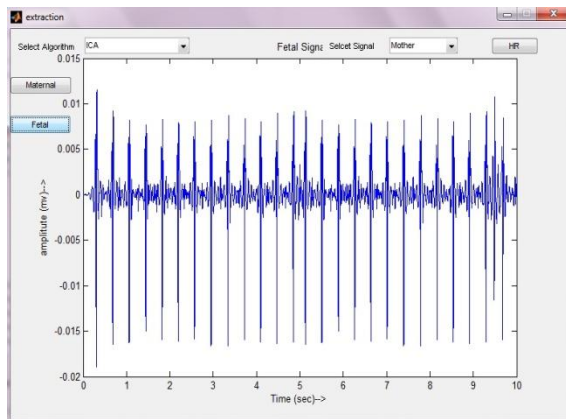 extraction
Select Algorithm ICA Fetal Signa Selcet Signal Mother HR
Maternal
Fetal
0.015
0.01
0.005
0
-0.005
-0.01
-0.015
-0.02
amplitute (mv)-->
0 1 2 3 4 5 6 7 8 9 10
Time (sec)-->